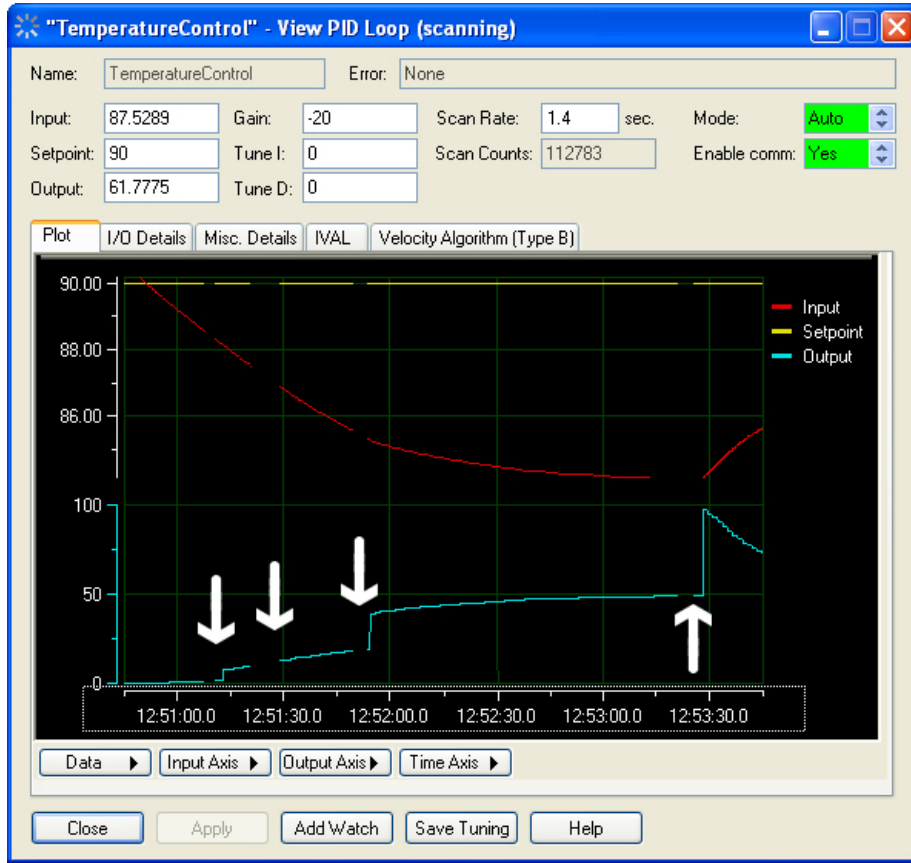 "TemperatureControl" - View PID Loop (scanning)
Name: TemperatureControl Error: None
Input: 87.5289 Gain: -20 Scan Rate: 1.4 sec. Mode: Auto
Setpoint: 90 Tune I: 0 Scan Counts: 112783 Enable comm: Yes
Output: 61.7775 Tune D: 0
Plot I/O Details Misc. Details IVAL Velocity Algorithm (Type B)
90.00
Input
Setpoint
88.00
Output
86.00
100
50
0
12:51:00.0 12:51:30.0 12:52:00.0 12:52:30.0 12:53:00.0 12:53:30.0
Data Input Axis Output Axis Time Axis
Close Apply Add Watch Save Tuning Help